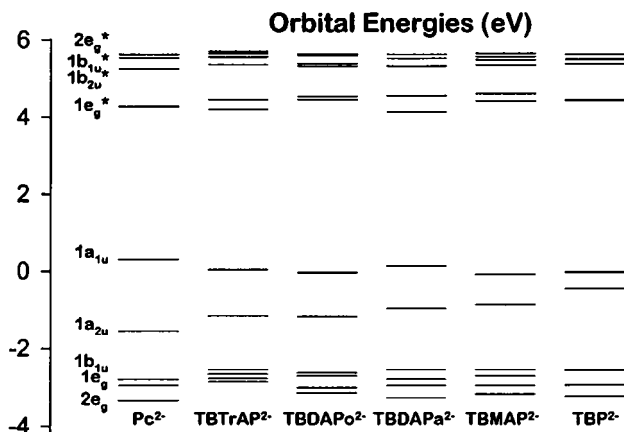 Orbital Energies (eV)
6
2eg*
1b1u*
1b2u*
1eg*
4
2
1a1u
0
1a2u
-2
1b1u
1eg
2eg
-4
Pc2- TBTrAP2- TBDAPo2- TBDAPa2- TBMAP2- TBP2-